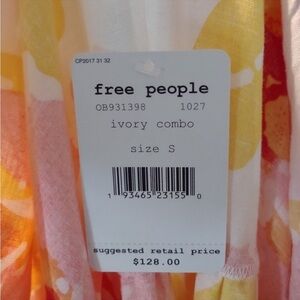 CP2017 31 32
free people
OB931398 1027
ivory combo
size S
1 93465 23155 0
suggested retail price
$128.00